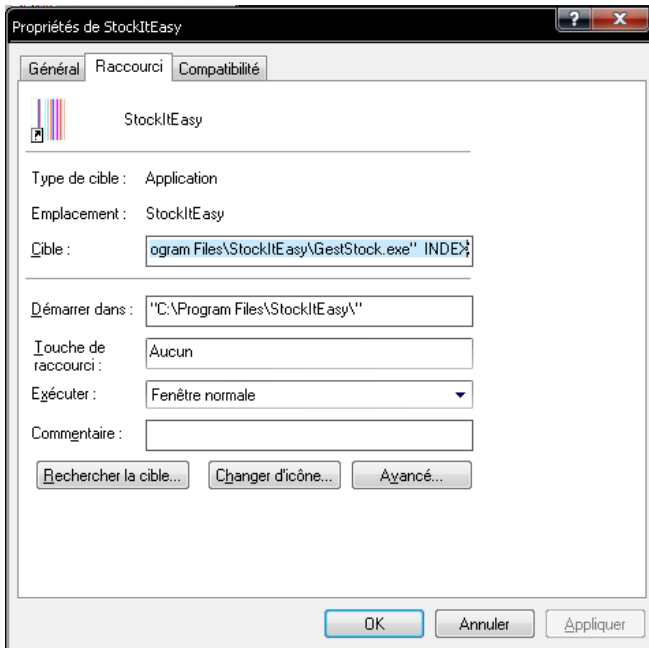 Propriétés de StockItEasy
? X
Général Raccourci Compatibilité
StockItEasy
Type de cible : Application
Emplacement : StockItEasy
Cible : ogram Files\StockItEasy\GestStock.exe" INDEX
Démarrer dans : "C:\Program Files\StockItEasy\"
Touche de raccourci : Aucun
Exécuter : Fenêtre normale
Commentaire :
Rechercher la cible... Changer d'icône... Avancé...
OK Annuler Appliquer